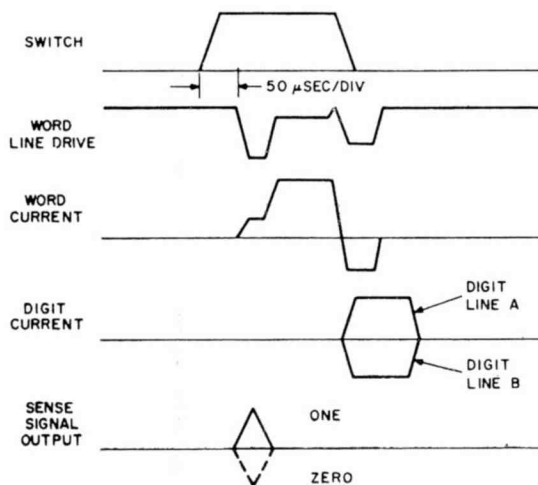 SWITCH
50 μSEC/DIV
WORD
LINE DRIVE
WORD
CURRENT
DIGIT
CURRENT
DIGIT
LINE A
DIGIT
LINE B
SENSE
SIGNAL
OUTPUT
ONE
ZERO